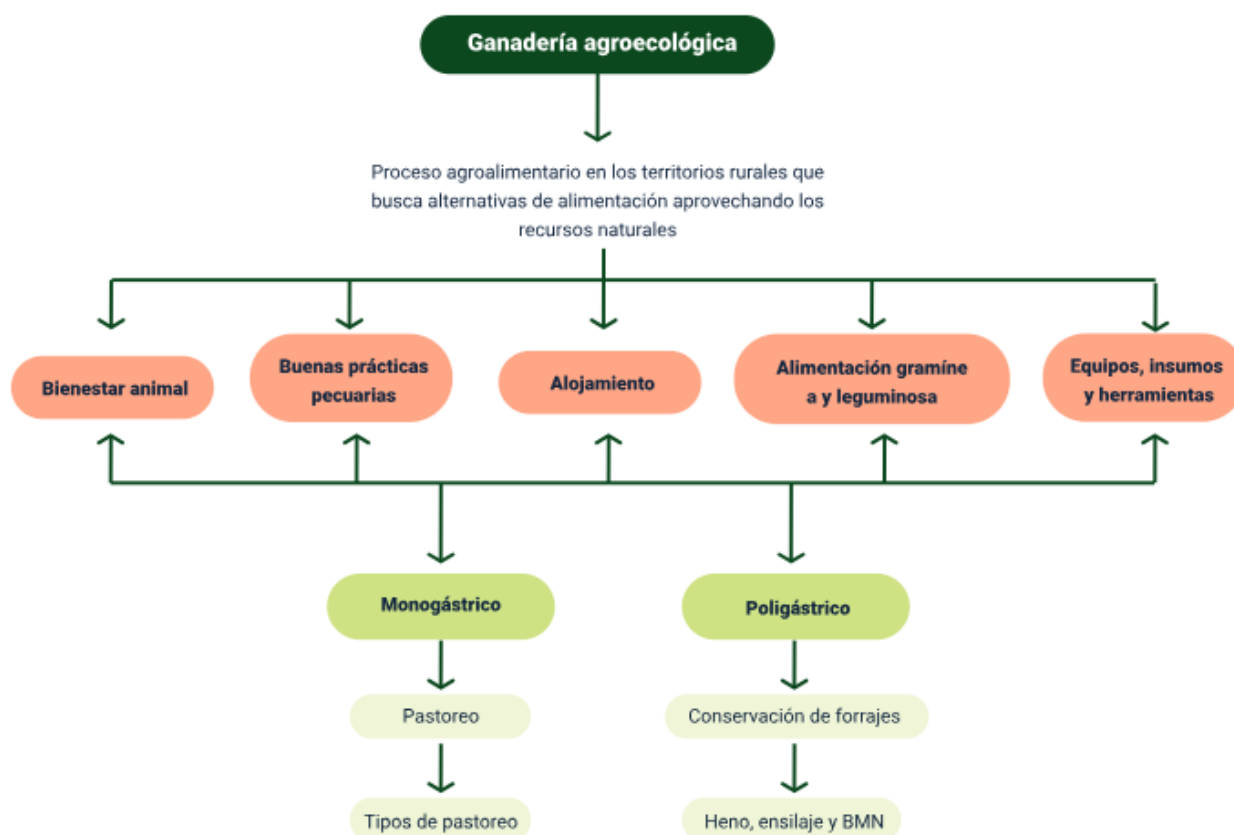 Ganadería agroecológica
Proceso agroalimentario en los territorios rurales que
busca alternativas de alimentación aprovechando los
recursos naturales
Bienestar animal
Buenas prácticas
pecuarias
Alojamiento
Alimentación gramíne
a y leguminosa
Equipos, insumos
y herramientas
Monogástrico
Poligástrico
Pastoreo
Conservación de forrajes
Tipos de pastoreo
Heno, ensilaje y BMN